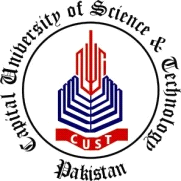 Capital University of Science & Technology
CUST
Pakistan